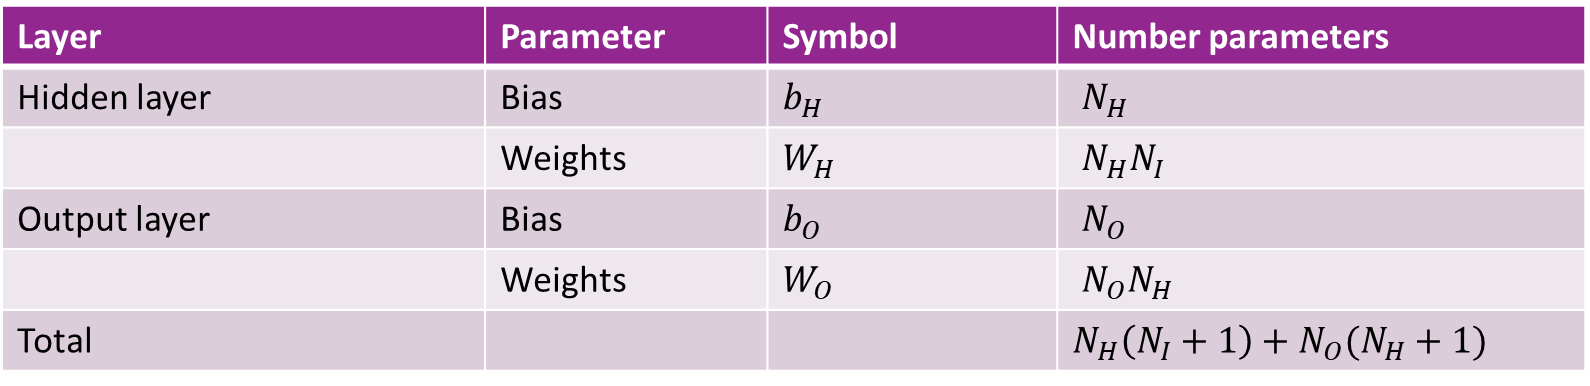 Layer Parameter Symbol Number parameters
Hidden layer Bias b_H N_H
Weights W_H N_H N_I
Output layer Bias b_O N_O
Weights W_O N_O N_H
Total N_H(N_I + 1) + N_O(N_H + 1)